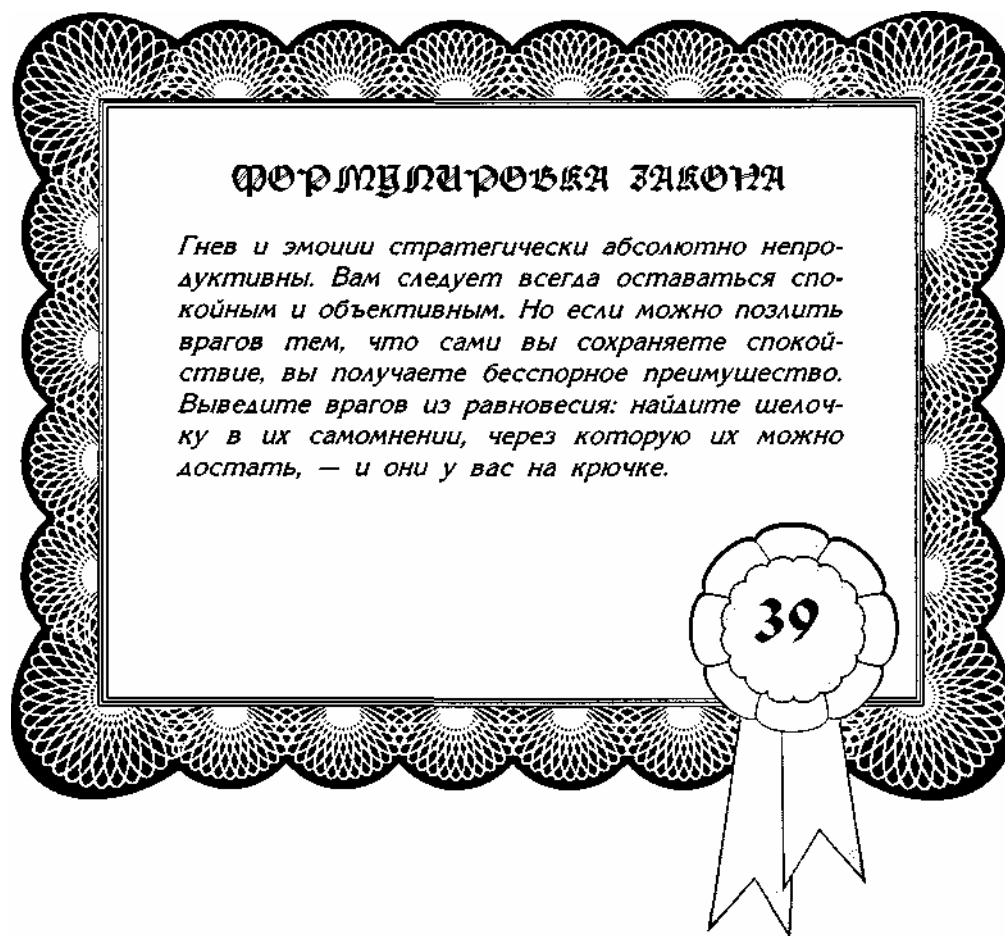 ФОРМУЛИРОВКА ЗАКОНА
Гнев и эмоции стратегически абсолютно непро-
дуктивны. Вам следует всегда оставаться спо-
койным и объективным. Но если можно позлить
врагов тем, что сами вы сохраняете спокой-
ствие, вы получаете бесспорное преимущество.
Выведите врагов из равновесия: найдите щелоч-
ку в их самомнении, через которую их можно
достать, — и они у вас на крючке.
39